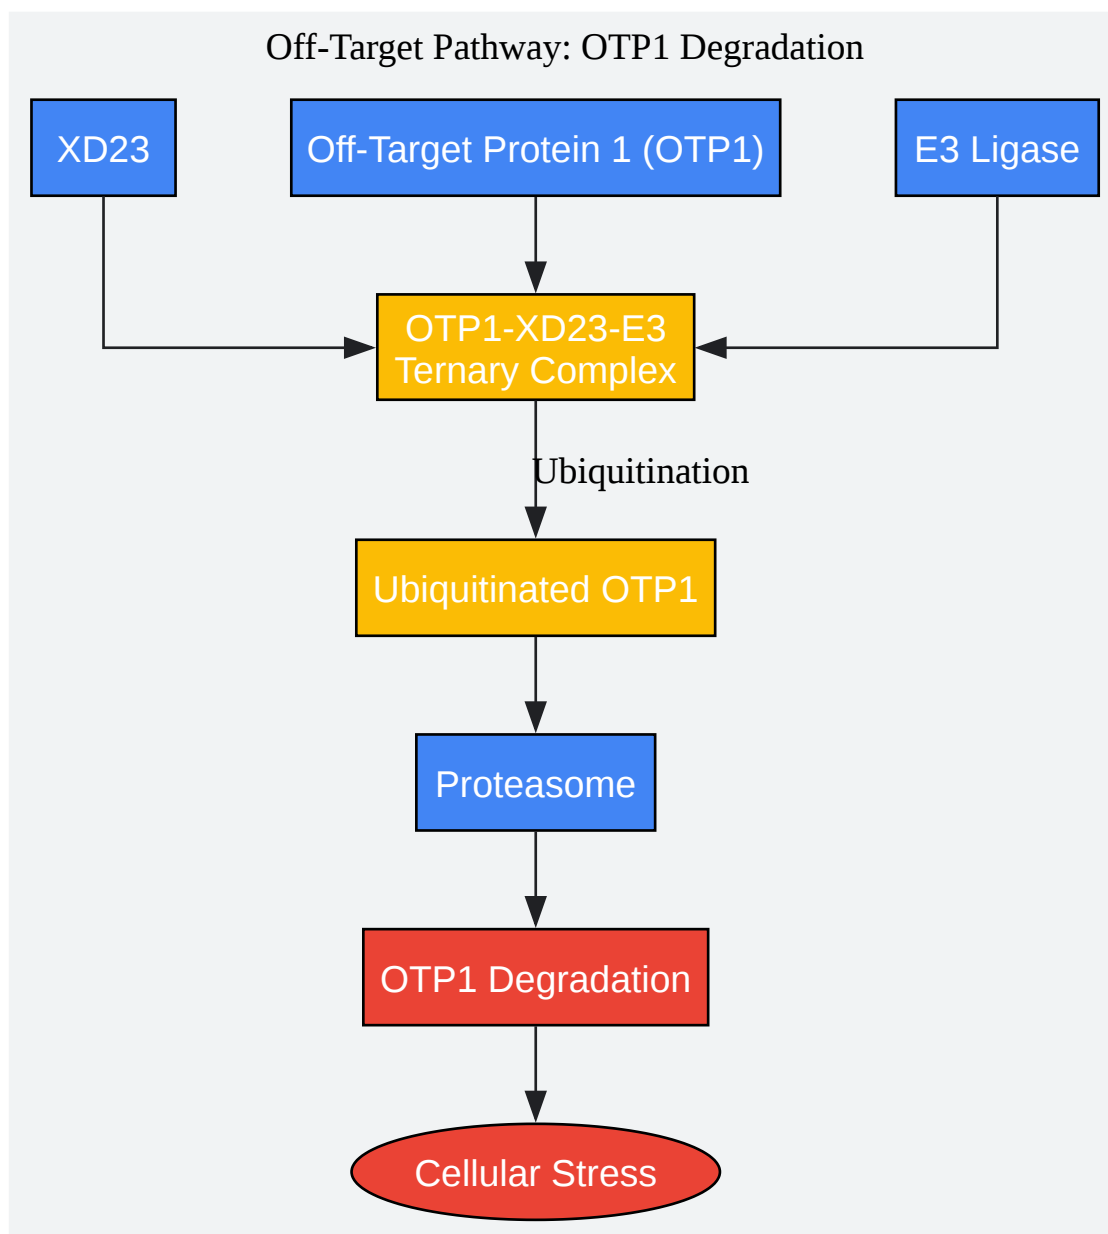 Off-Target Pathway: OTP1 Degradation
XD23
Off-Target Protein 1 (OTP1)
E3 Ligase
OTP1-XD23-E3
Ternary Complex
Ubiquitination
Ubiquitinated OTP1
Proteasome
OTP1 Degradation
Cellular Stress